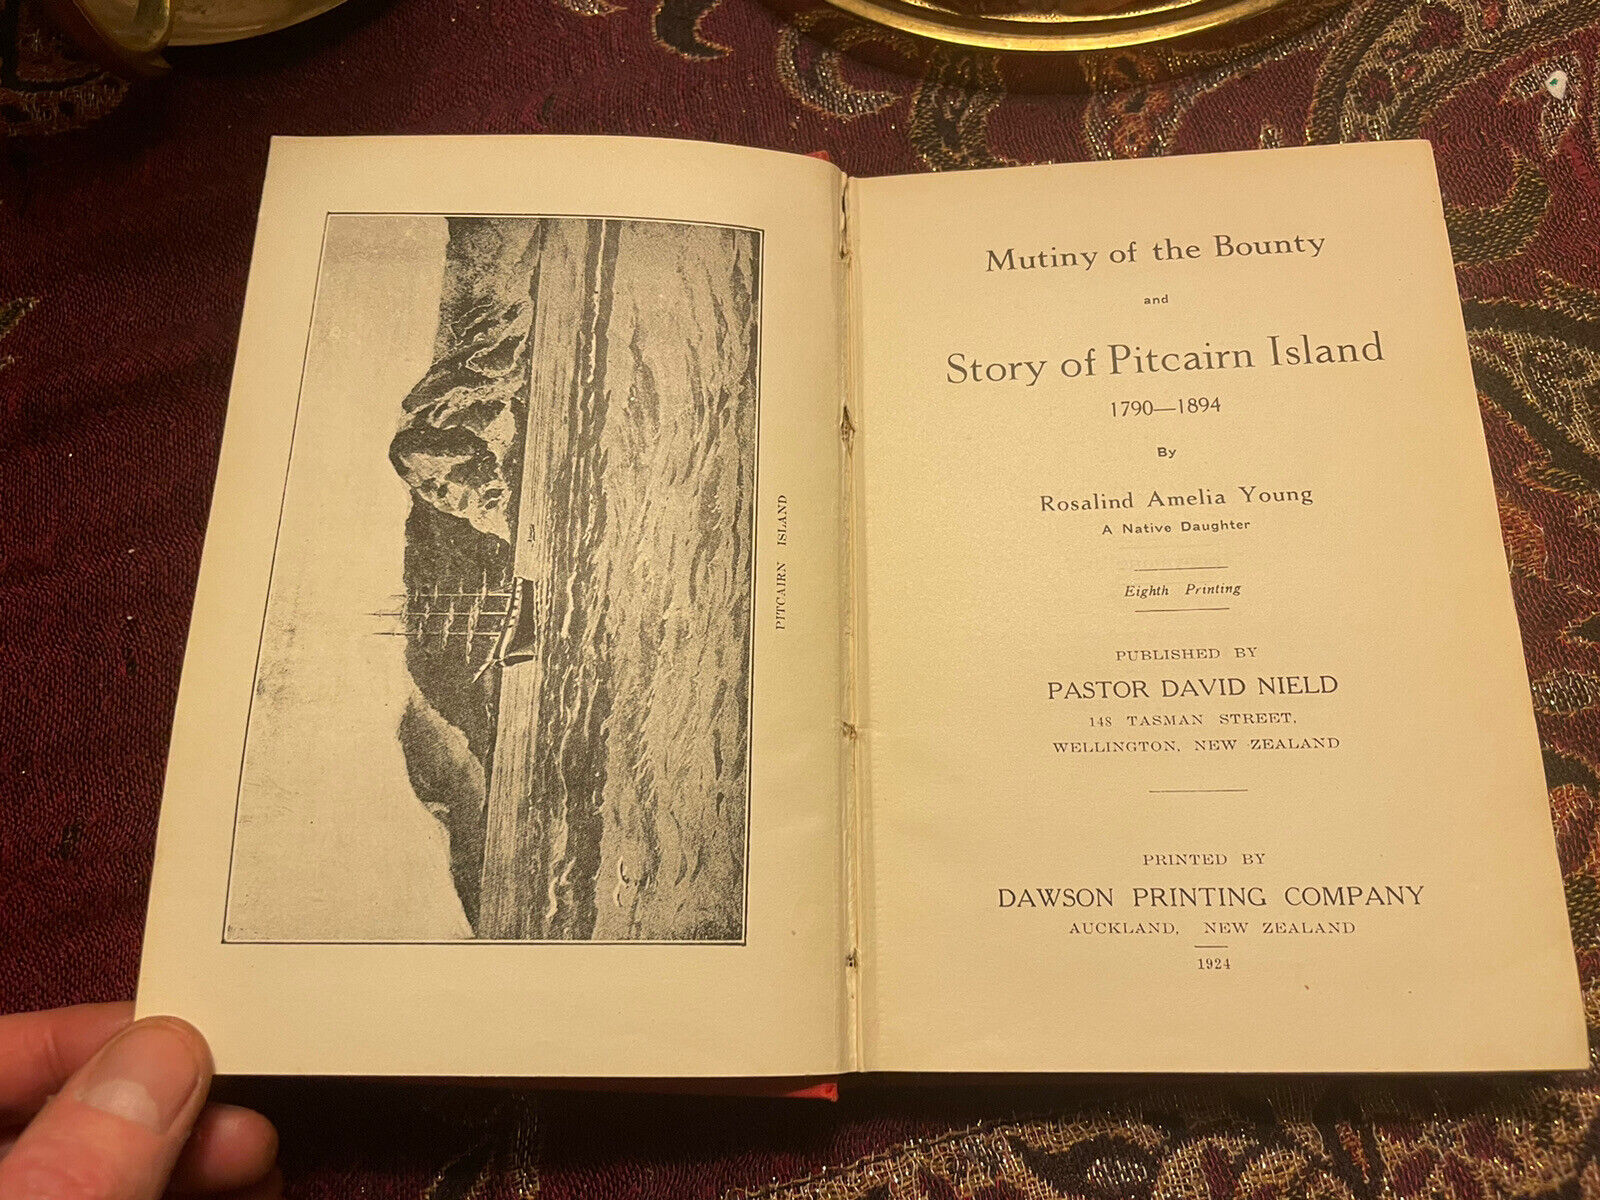 PITCAIRN ISLAND
Mutiny of the Bounty
and
Story of Pitcairn Island
1790—1894
By
Rosalind Amelia Young
A Native Daughter
Eighth Printing
PUBLISHED BY
PASTOR DAVID NIELD
148 TASMAN STREET,
WELLINGTON, NEW ZEALAND
PRINTED BY
DAWSON PRINTING COMPANY
AUCKLAND, NEW ZEALAND
1924